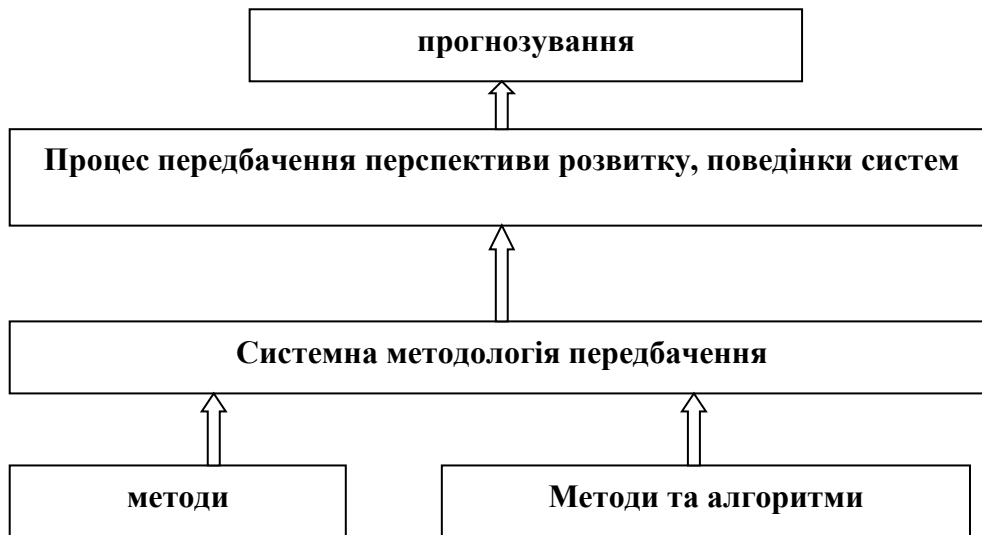 прогнозування
Процес передбачення перспективи розвитку, поведінки систем
Системна методологія передбачення
методи
Методи та алгоритми